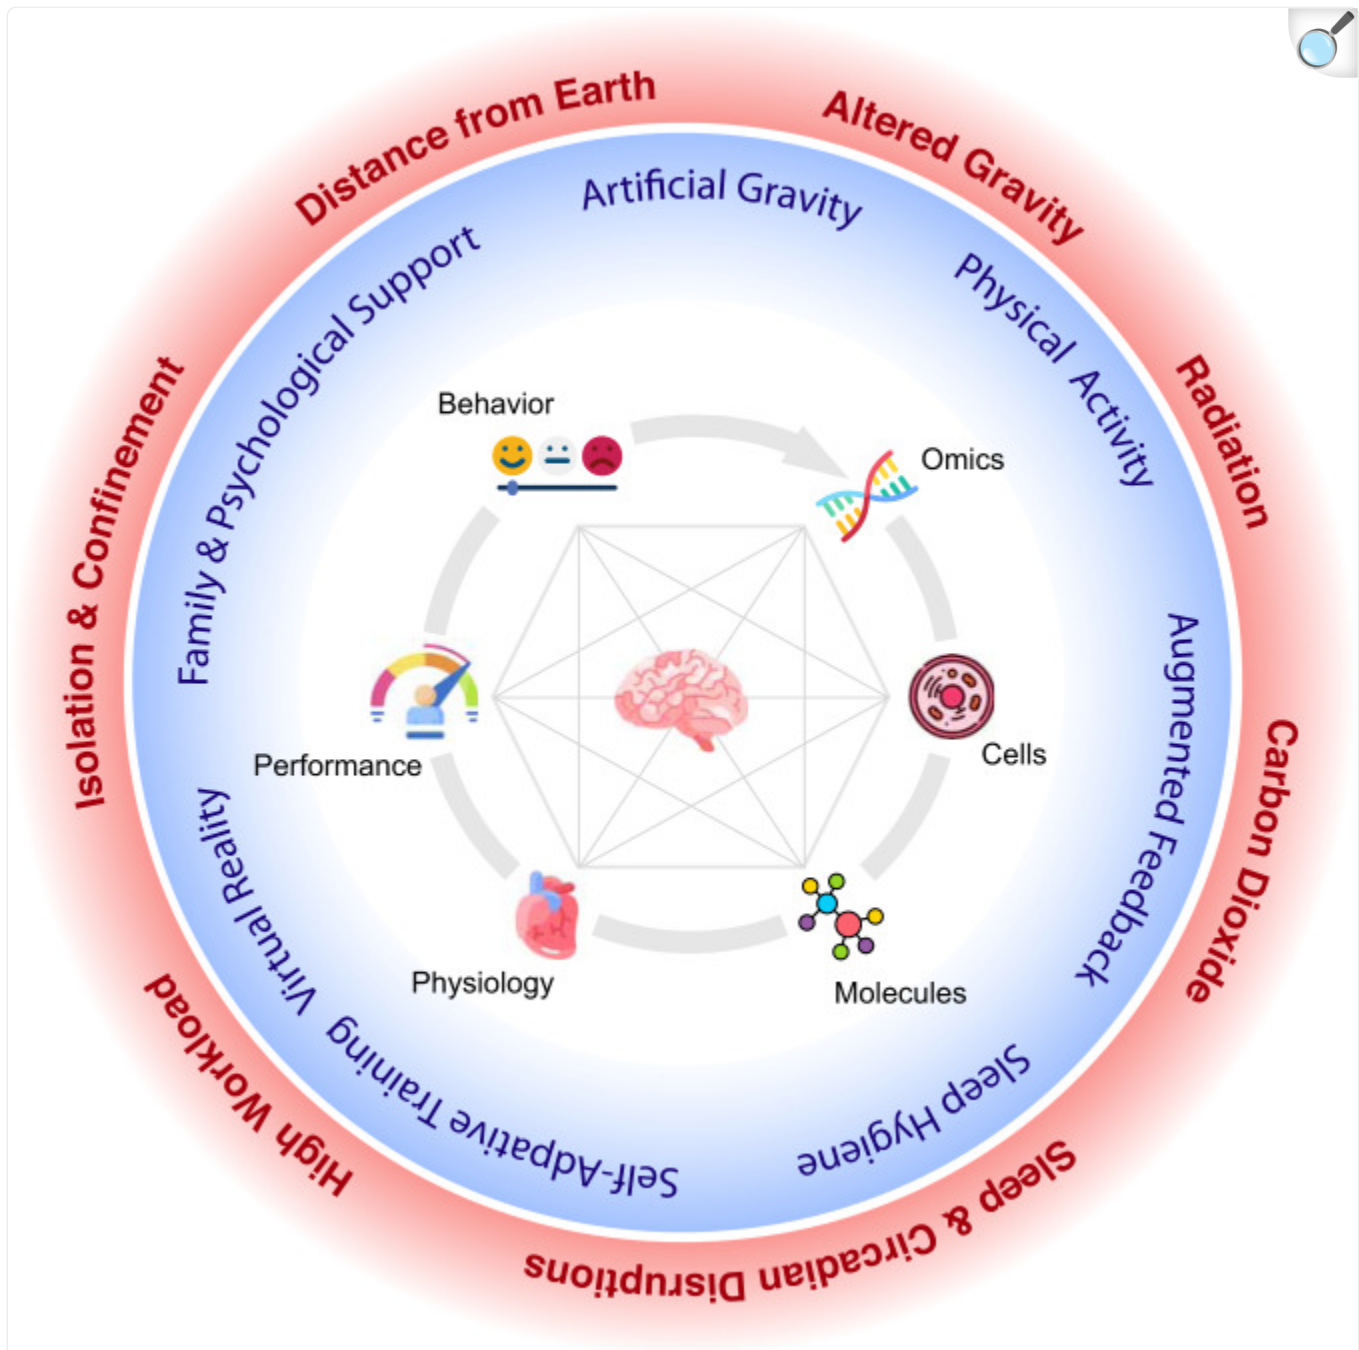 Distance from Earth
Altered Gravity
Radiation
Carbon Dioxide
Sleep & Circadian Disruptions
High Workload
Isolation & Confinement
Artificial Gravity
Physical Activity
Augmented Feedback
Sleep Hygiene
Self-Adpative Training
Virtual Reality
Family & Psychological Support
Behavior
Omics
Cells
Molecules
Physiology
Performance